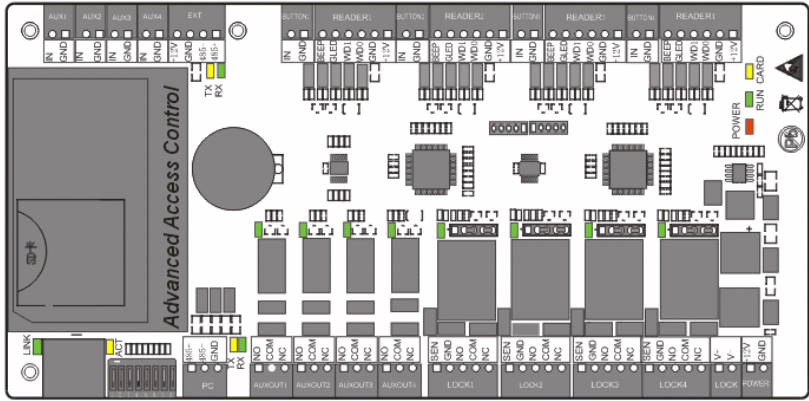 AUX1 AUX2 AUX3 AUX4 EXT BUTTON1 READER1 BUTTON2 READER2 BUTTON3 READER3 BUTTON4 READER1
IN GND IN GND IN GND IN GND +12V GND 485- 485+ IN GND BEEP GLED WD1 WD0 GND +12V IN GND BEEP GLED WD1 WD0 GND +12V IN GND BEEP GLED WD1 WD0 GND +12V IN GND BEEP GLED WD1 WD0 GND +12V
TX
RX
CARD
RUN
POWER
Pb
Advanced Access Control
LINK
ACT
485+ 485- GND
TX
RX
NO COM NC NO COM NC NO COM NC NO COM NC SEN GND NO COM NC SEN GND NO COM NC SEN GND NO COM NC SEN GND NO COM NC V- V- +12V GND
PC AUXOUT1 AUXOUT2 AUXOUT3 AUXOUT4 LOCK1 LOCK2 LOCK3 LOCK4 LOCK POWER